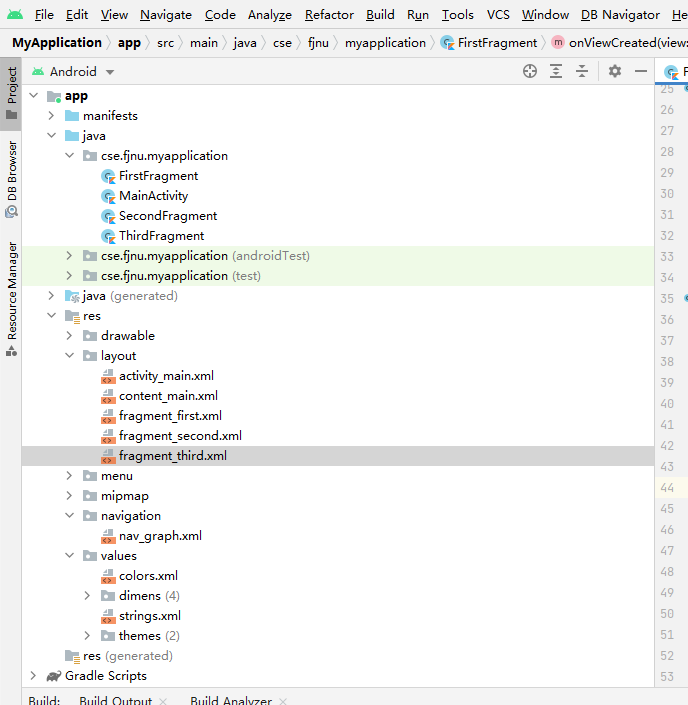 File Edit View Navigate Code Analyze Refactor Build Run Tools VCS Window DB Navigator He
MyApplication app src main java cse fjnu myapplication FirstFragment m onViewCreated(view:
Project
DB Browser
Resource Manager
Android
app
manifests
java
cse.fjnu.myapplication
FirstFragment
MainActivity
SecondFragment
ThirdFragment
cse.fjnu.myapplication (androidTest)
cse.fjnu.myapplication (test)
java (generated)
res
drawable
layout
activity_main.xml
content_main.xml
fragment_first.xml
fragment_second.xml
fragment_third.xml
menu
mipmap
navigation
nav_graph.xml
values
colors.xml
dimens (4)
strings.xml
themes (2)
res (generated)
Gradle Scripts
F
25
26
27
28
29
30
31
32
33
34
35
36
37
38
39
40
41
42
43
44
45
46
47
48
49
50
51
52
53
Build: Build Output × Build Analyzer ×